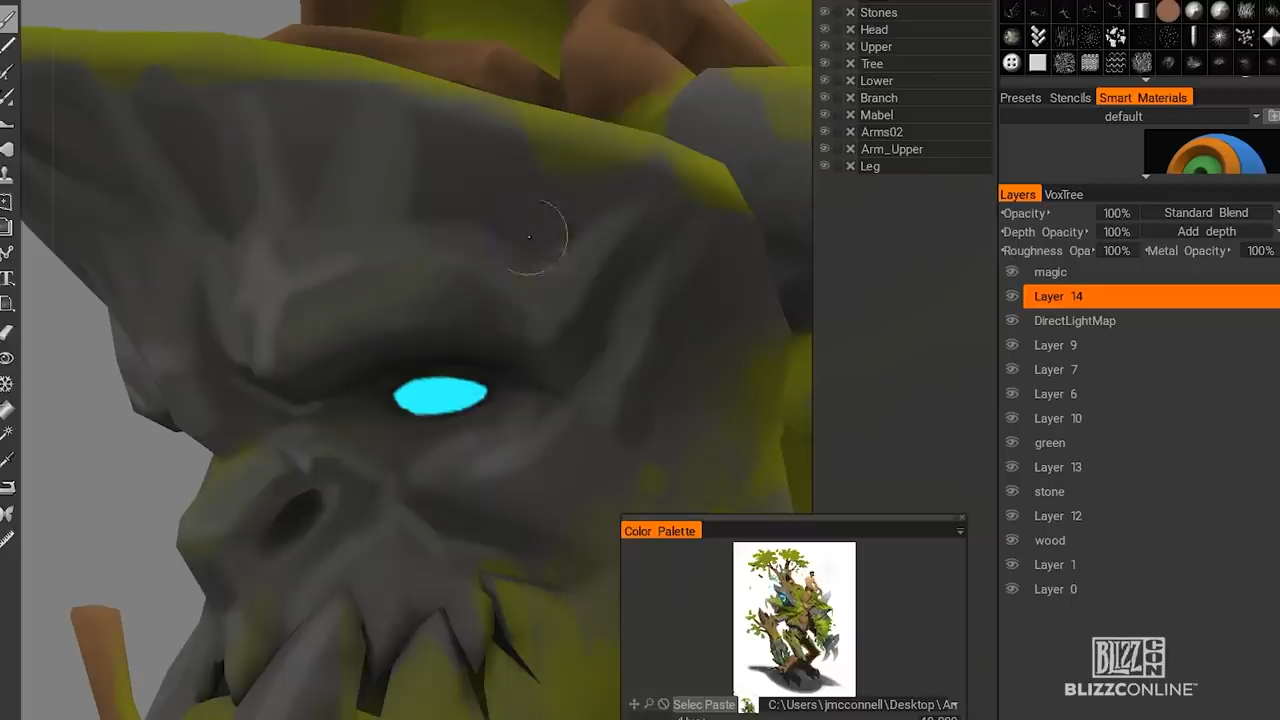 Stones
Head
Upper
Tree
Lower
Branch
Mabel
Arms02
Arm_Upper
Leg
Presets Stencils Smart Materials
default
Layers VoxTree
Opacity 100% Standard Blend
Depth Opacity 100% Add depth
Roughness Opa 100% Metal Opacity 100%
magic
Layer 14
DirectLightMap
Layer 9
Layer 7
Layer 6
Layer 10
green
Layer 13
stone
Layer 12
wood
Layer 1
Layer 0
Color Palette
Selec Paste C:\Users\jmcconnell\Desktop\Ar
BLIZZ
CON
BLIZZCONLINE™